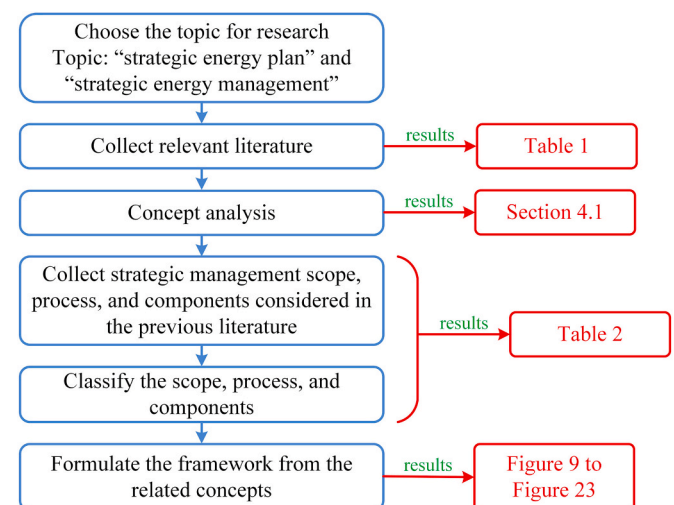 Choose the topic for research
Topic: “strategic energy plan” and
“strategic energy management”
Collect relevant literature
results
Table 1
Concept analysis
results
Section 4.1
Collect strategic management scope,
process, and components considered in
the previous literature
results
Table 2
Classify the scope, process, and
components
Formulate the framework from the
related concepts
results
Figure 9 to
Figure 23